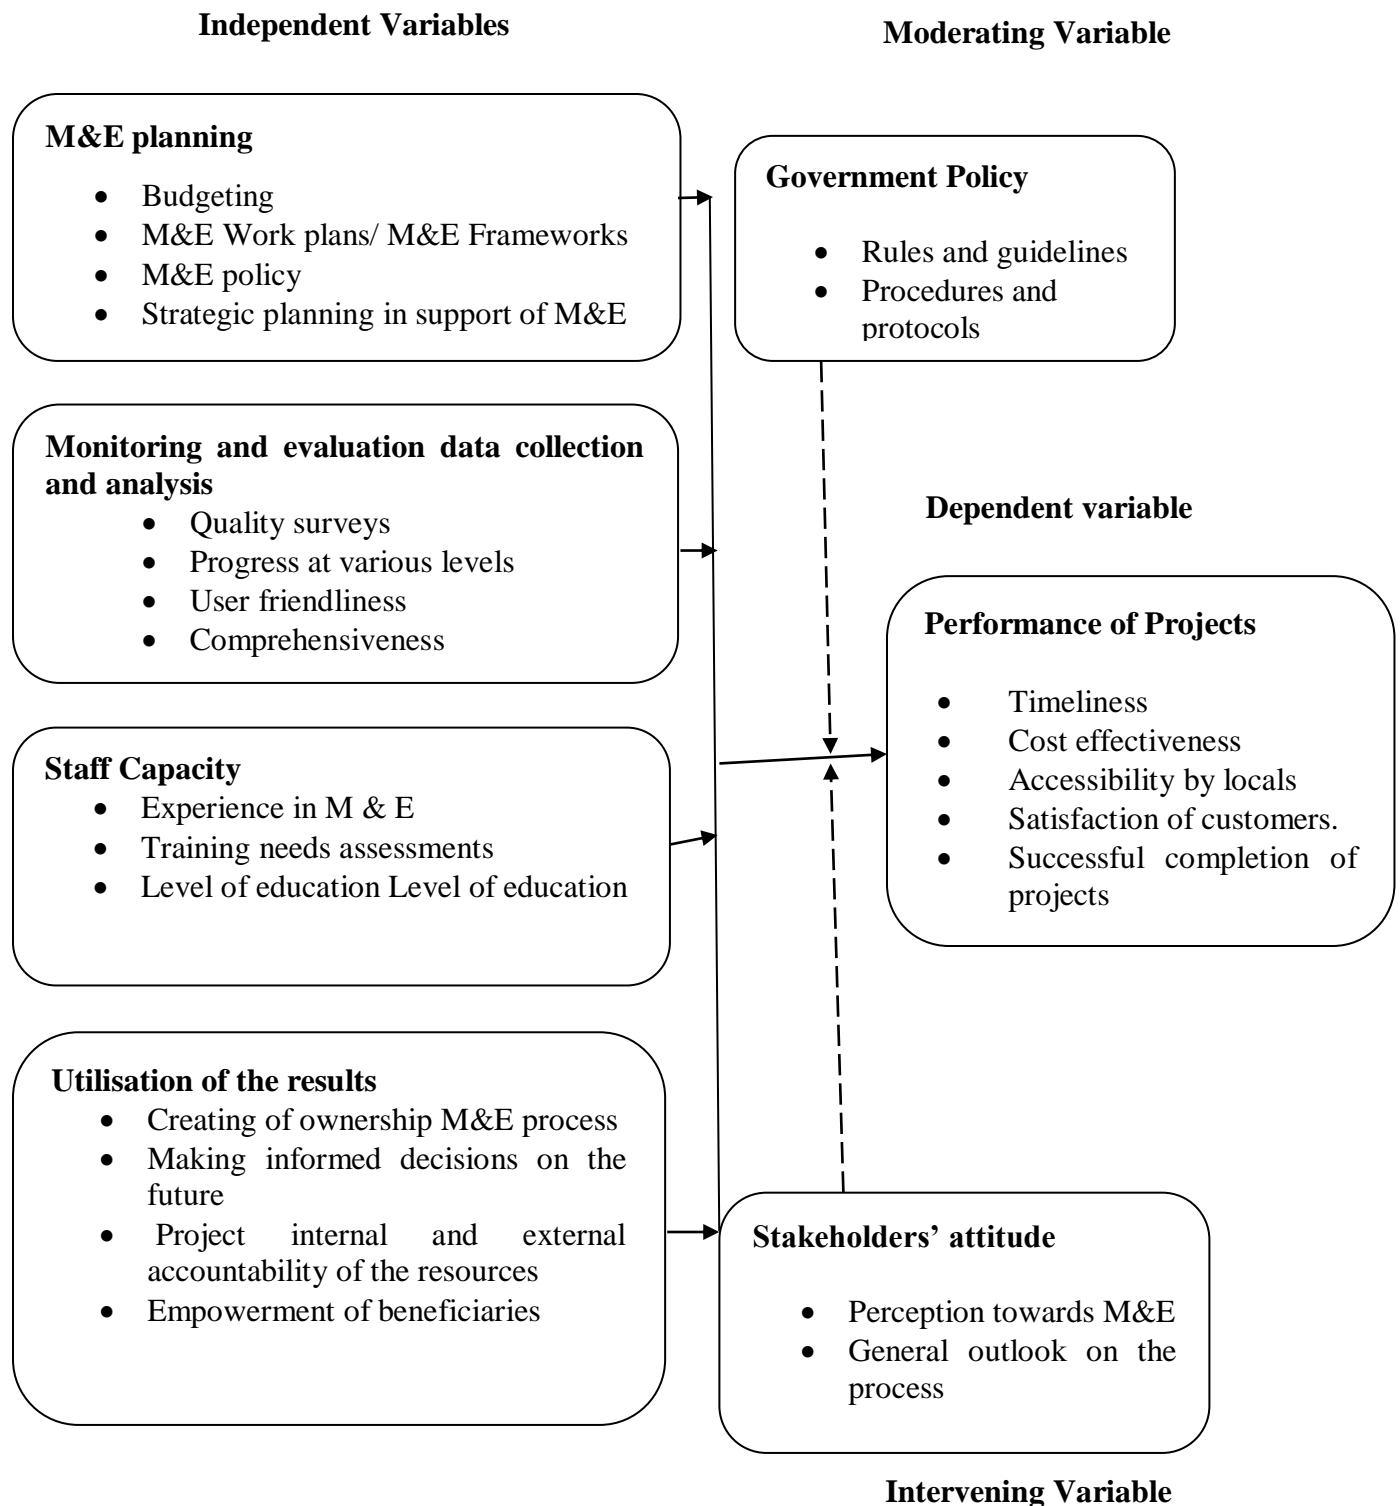 Independent Variables
Moderating Variable
M&E planning
• Budgeting
• M&E Work plans/ M&E Frameworks
• M&E policy
• Strategic planning in support of M&E
Government Policy
• Rules and guidelines
• Procedures and
protocols
Monitoring and evaluation data collection
and analysis
• Quality surveys
• Progress at various levels
• User friendliness
• Comprehensiveness
Dependent variable
Performance of Projects
• Timeliness
• Cost effectiveness
• Accessibility by locals
• Satisfaction of customers.
• Successful completion of
projects
Staff Capacity
• Experience in M & E
• Training needs assessments
• Level of education Level of education
Utilisation of the results
• Creating of ownership M&E process
• Making informed decisions on the
future
• Project internal and external
accountability of the resources
• Empowerment of beneficiaries
Stakeholders’ attitude
• Perception towards M&E
• General outlook on the
process
Intervening Variable